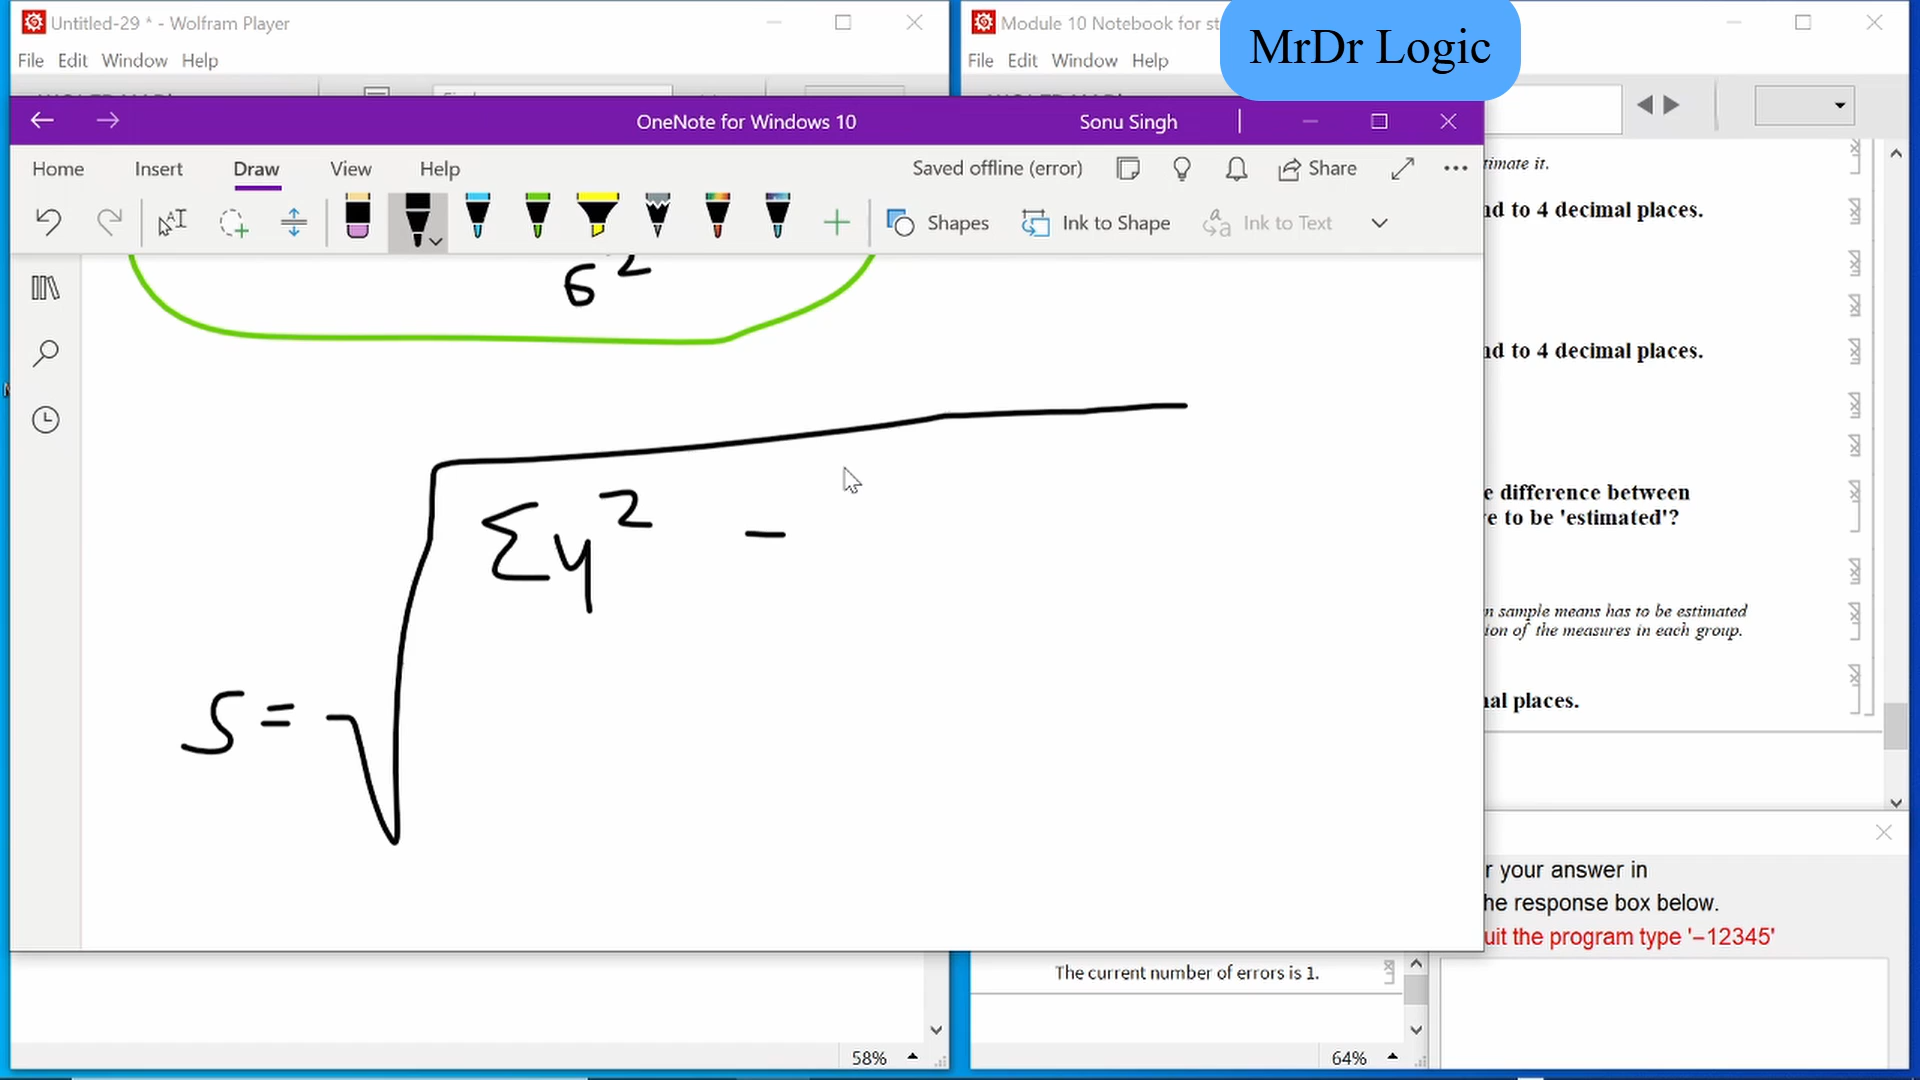 Untitled-29 * - Wolfram Player
Module 10 Notebook for st
MrDr Logic
File Edit Window Help
File Edit Window Help
OneNote for Windows 10
Sonu Singh
Home Insert Draw View Help
Saved offline (error)
Share
Shapes
Ink to Shape
Ink to Text
timate it.
nd to 4 decimal places.
nd to 4 decimal places.
e difference between
e to be 'estimated'?
n sample means has to be estimated
ion of the measures in each group.
al places.
6²
S = √ Σy² -
r your answer in
he response box below.
uit the program type '-12345'
The current number of errors is 1.
58%
64%